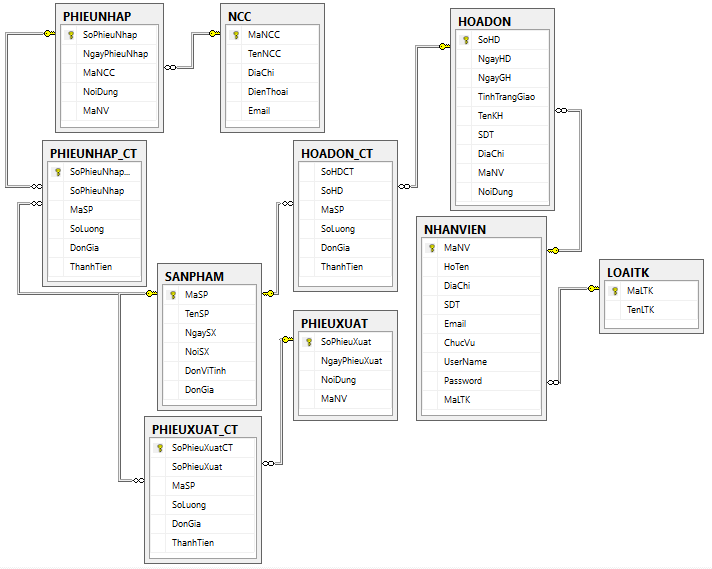 PHIEUNHAP
SoPhieuNhap
NgayPhieuNhap
MaNCC
NoiDung
MaNV
NCC
MaNCC
TenNCC
DiaChi
DienThoai
Email
HOADON
SoHD
NgayHD
NgayGH
TinhTrangGiao
TenKH
SDT
DiaChi
MaNV
NoiDung
PHIEUNHAP_CT
SoPhieuNhap...
SoPhieuNhap
MaSP
SoLuong
DonGia
ThanhTien
HOADON_CT
SoHDCT
SoHD
MaSP
SoLuong
DonGia
ThanhTien
NHANVIEN
MaNV
HoTen
DiaChi
SDT
Email
ChucVu
UserName
Password
MaLTK
LOAITK
MaLTK
TenLTK
SANPHAM
MaSP
TenSP
NgaySX
NoiSX
DonViTinh
DonGia
PHIEUXUAT
SoPhieuXuat
NgayPhieuXuat
NoiDung
MaNV
PHIEUXUAT_CT
SoPhieuXuatCT
SoPhieuXuat
MaSP
SoLuong
DonGia
ThanhTien